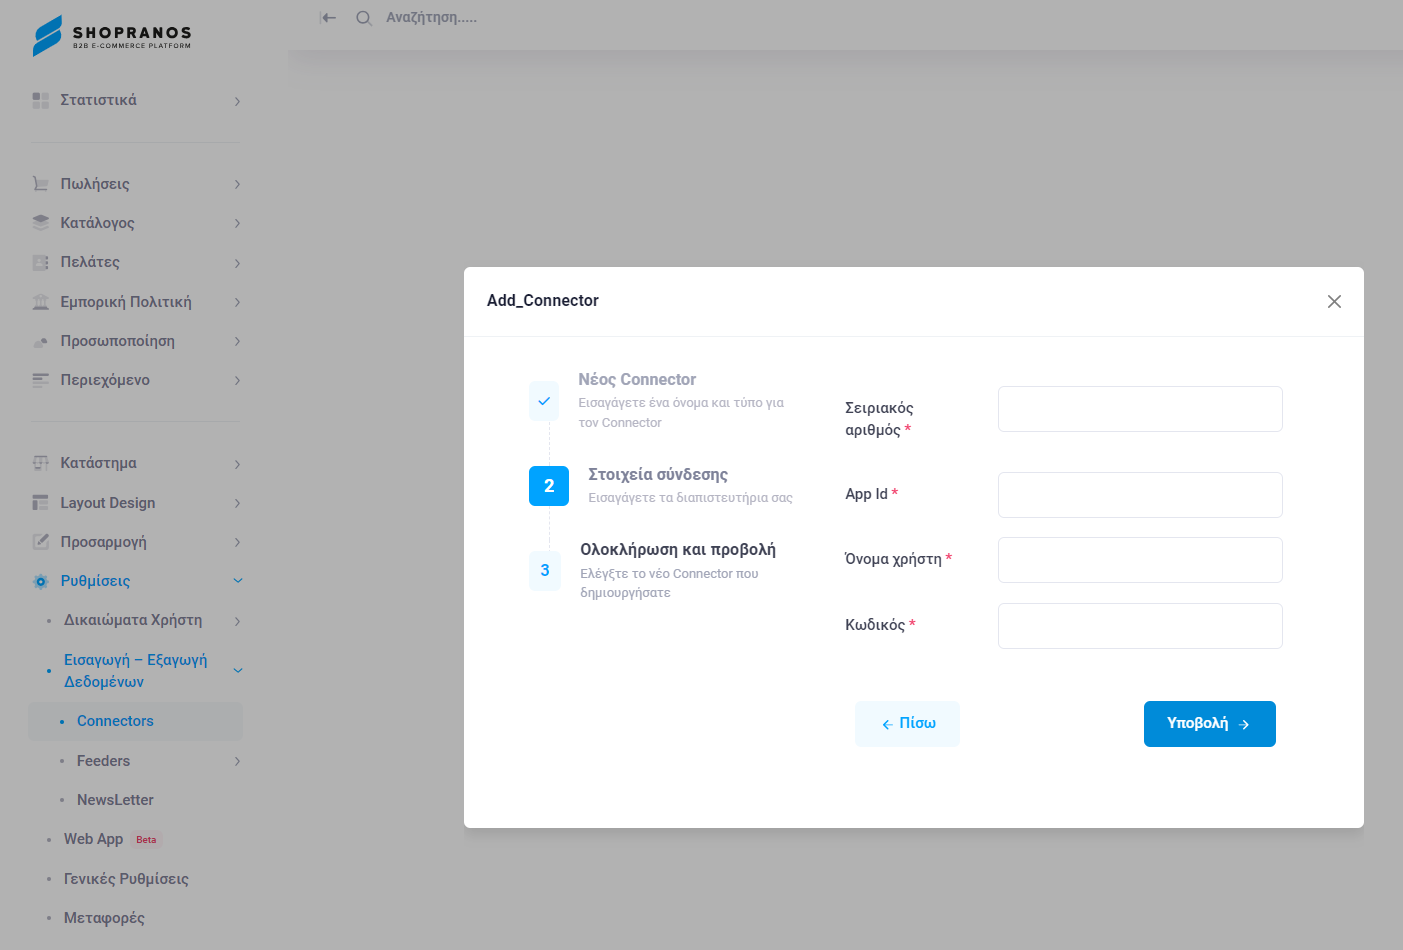 SHOPRANOS
B2B E-COMMERCE PLATFORM
Αναζήτηση.....
Στατιστικά
Πωλήσεις
Κατάλογος
Πελάτες
Εμπορική Πολιτική
Προσωποποίηση
Περιεχόμενο
Κατάστημα
Layout Design
Προσαρμογή
Ρυθμίσεις
Δικαιώματα Χρήστη
Εισαγωγή – Εξαγωγή
Δεδομένων
Connectors
Feeders
NewsLetter
Web App Beta
Γενικές Ρυθμίσεις
Μεταφορές
Add_Connector
Νέος Connector
Εισαγάγετε ένα όνομα και τύπο για
τον Connector
2
Στοιχεία σύνδεσης
Εισαγάγετε τα διαπιστευτήρια σας
3
Ολοκλήρωση και προβολή
Ελέγξτε το νέο Connector που
δημιουργήσατε
Σειριακός
αριθμός *
App Id *
Όνομα χρήστη *
Κωδικός *
Πίσω
Υποβολή